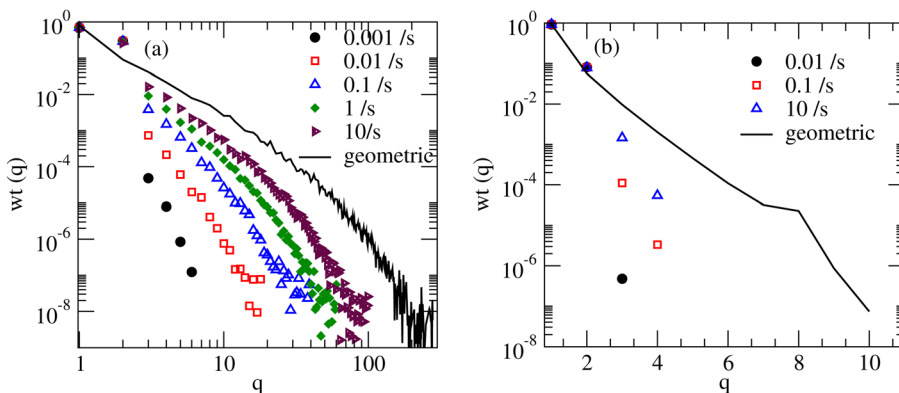 (a)
0.001 /s
0.01 /s
0.1 /s
1 /s
10/s
geometric
wt (q)
10^0
10^-2
10^-4
10^-6
10^-8
1
10
100
q
(b)
0.01 /s
0.1 /s
10 /s
geometric
wt (q)
10^0
10^-2
10^-4
10^-6
10^-8
2
4
6
8
10
q